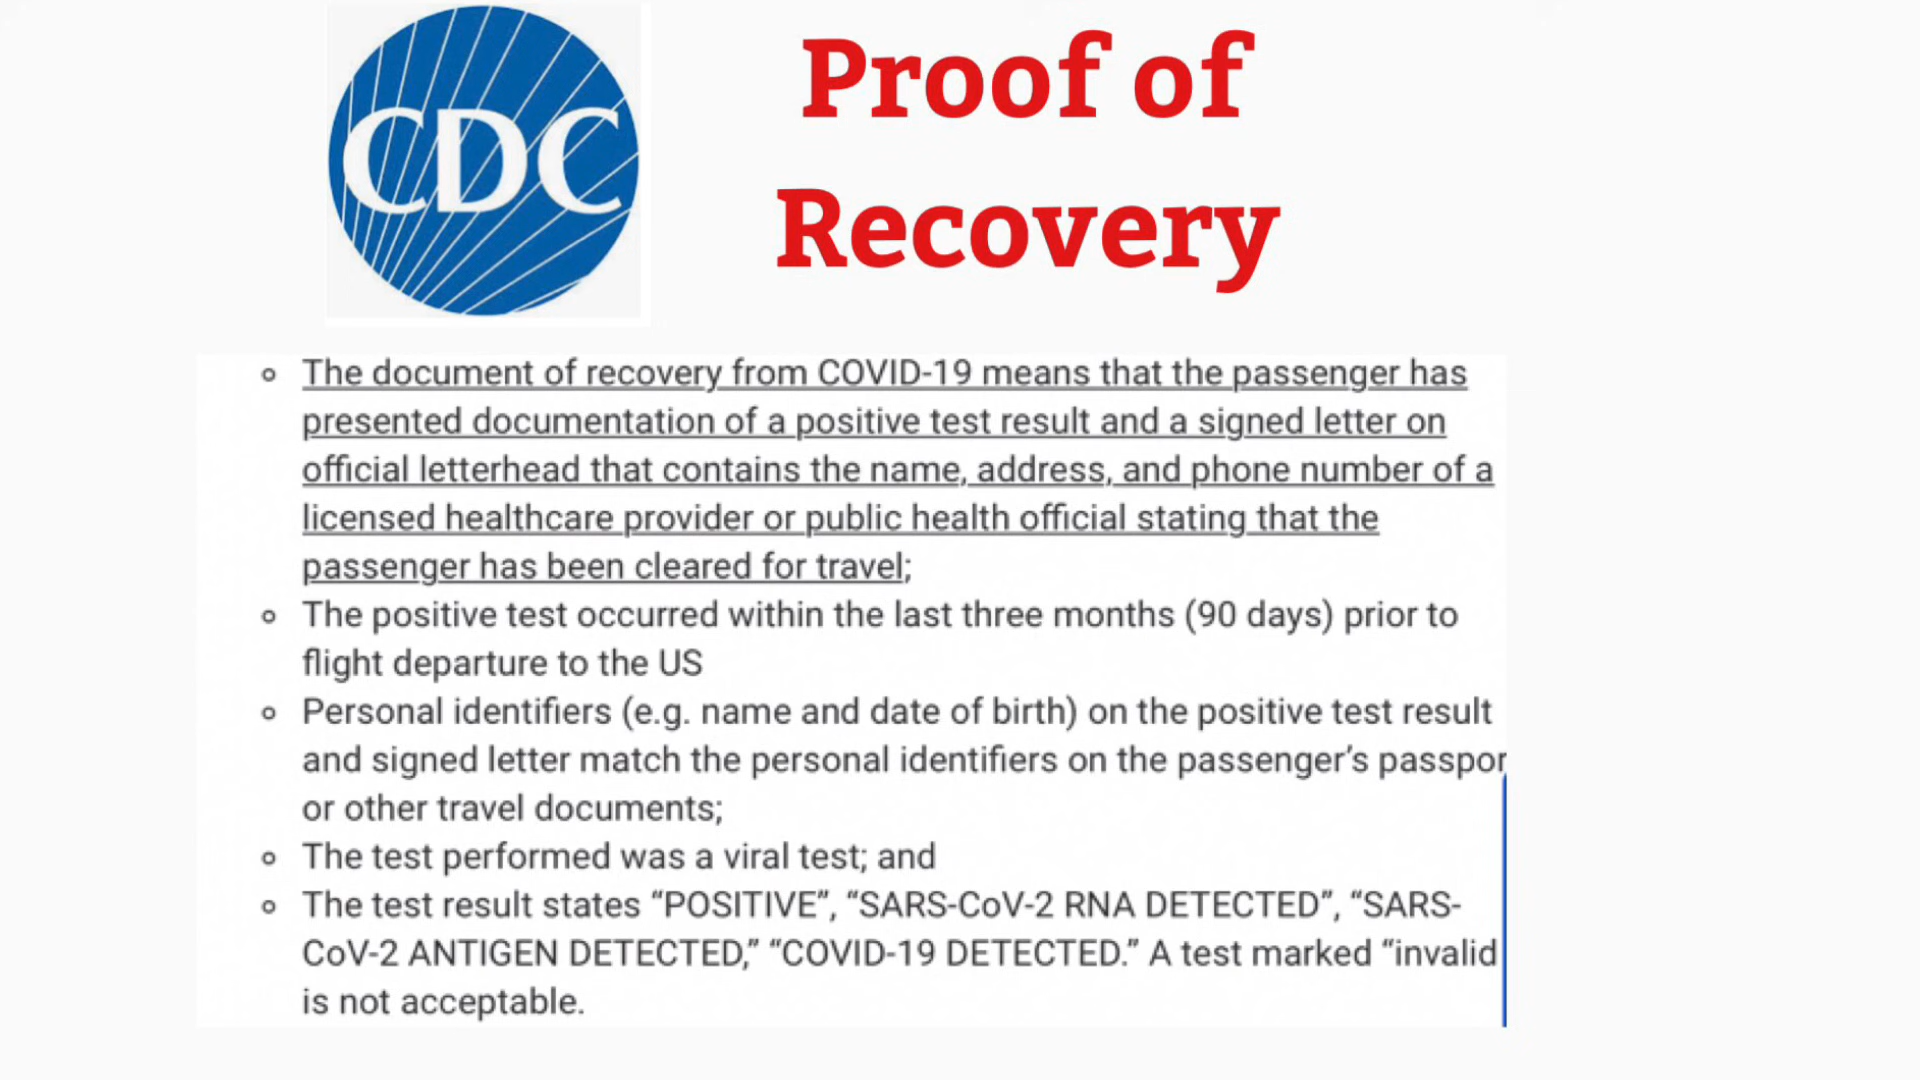 CDC
Proof of
Recovery
The document of recovery from COVID-19 means that the passenger has
presented documentation of a positive test result and a signed letter on
official letterhead that contains the name, address, and phone number of a
licensed healthcare provider or public health official stating that the
passenger has been cleared for travel;
The positive test occurred within the last three months (90 days) prior to
flight departure to the US
Personal identifiers (e.g. name and date of birth) on the positive test result
and signed letter match the personal identifiers on the passenger’s passpor
or other travel documents;
The test performed was a viral test; and
The test result states “POSITIVE”, “SARS-CoV-2 RNA DETECTED”, “SARS-
CoV-2 ANTIGEN DETECTED,” “COVID-19 DETECTED.” A test marked “invalid
is not acceptable.